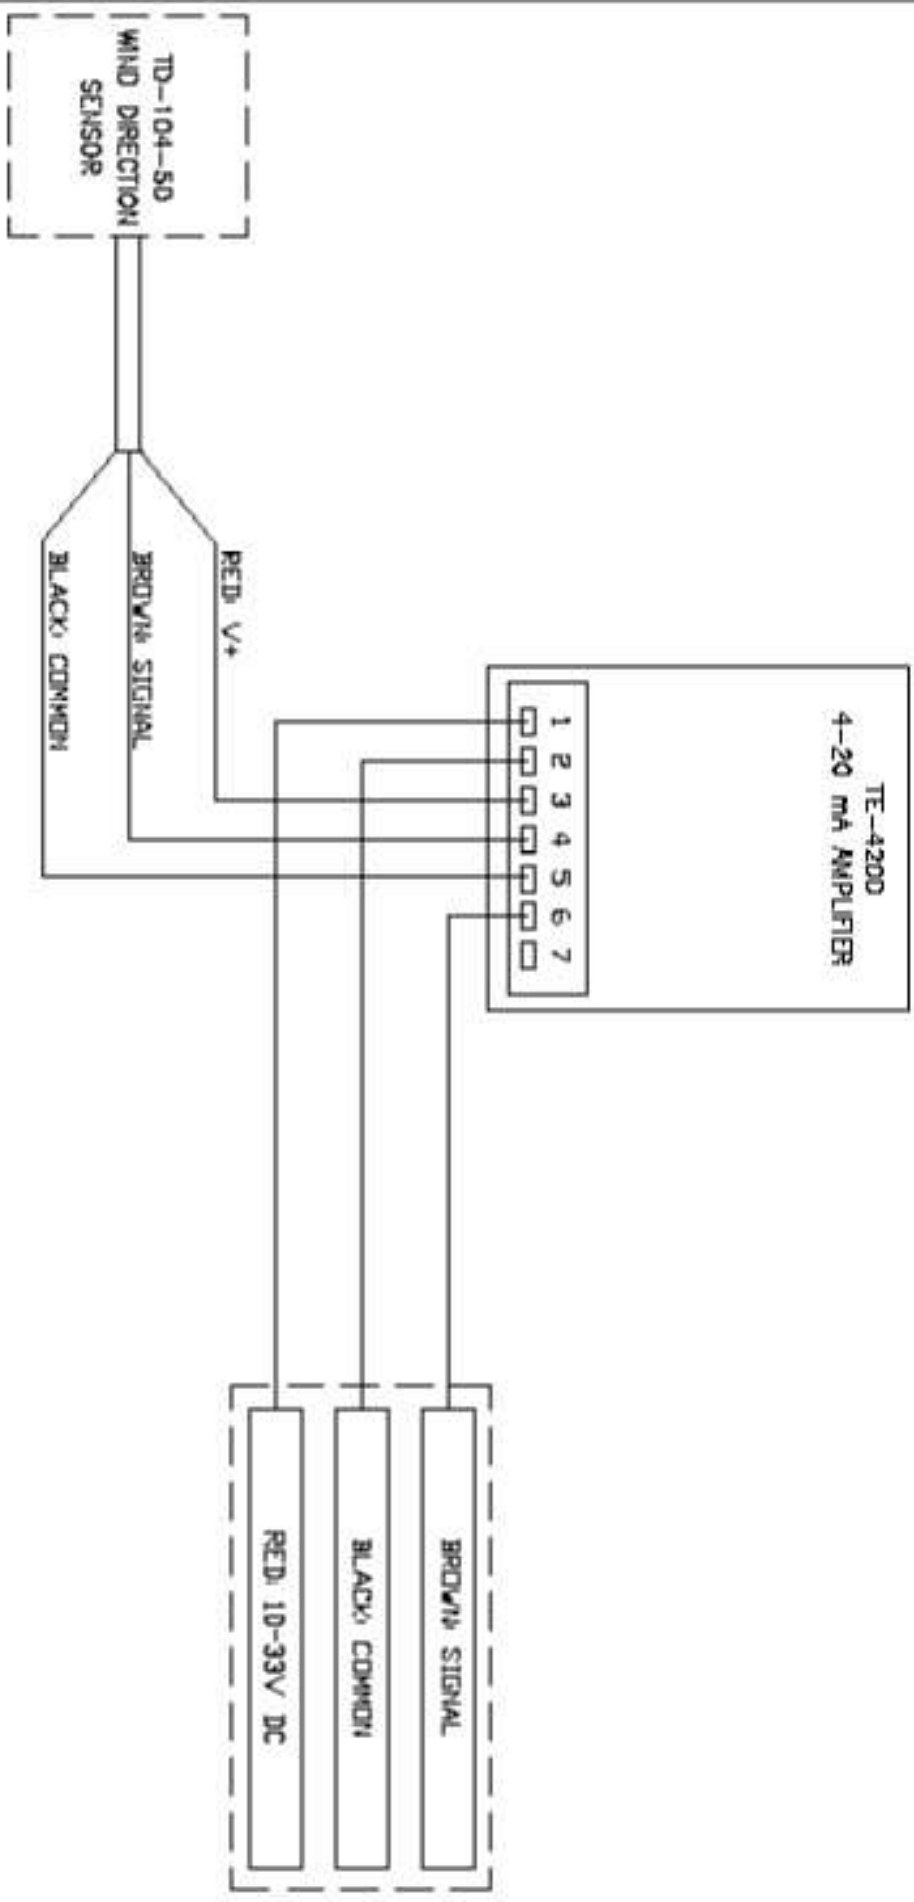 TD-104-5D
WIND DIRECTION
SENSOR
RED: V+
BROWN: SIGNAL
BLACK: COMMON
TE-420D
4-20 mA AMPLIFIER
1 2 3 4 5 6 7
BROWN: SIGNAL
BLACK: COMMON
RED: 10-33V DC